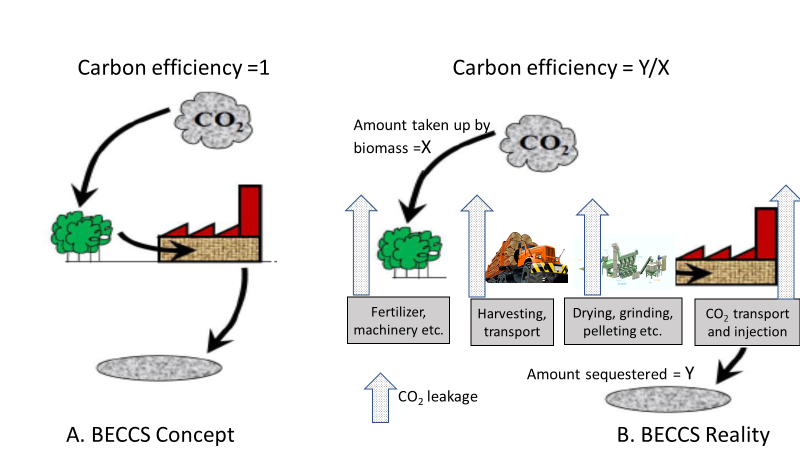 Carbon efficiency =1
CO2
A. BECCS Concept
Carbon efficiency = Y/X
Amount taken up by
biomass =X
CO2
Fertilizer,
machinery etc.
Harvesting,
transport
Drying, grinding,
pelleting etc.
CO2 transport
and injection
Amount sequestered = Y
CO2 leakage
B. BECCS Reality